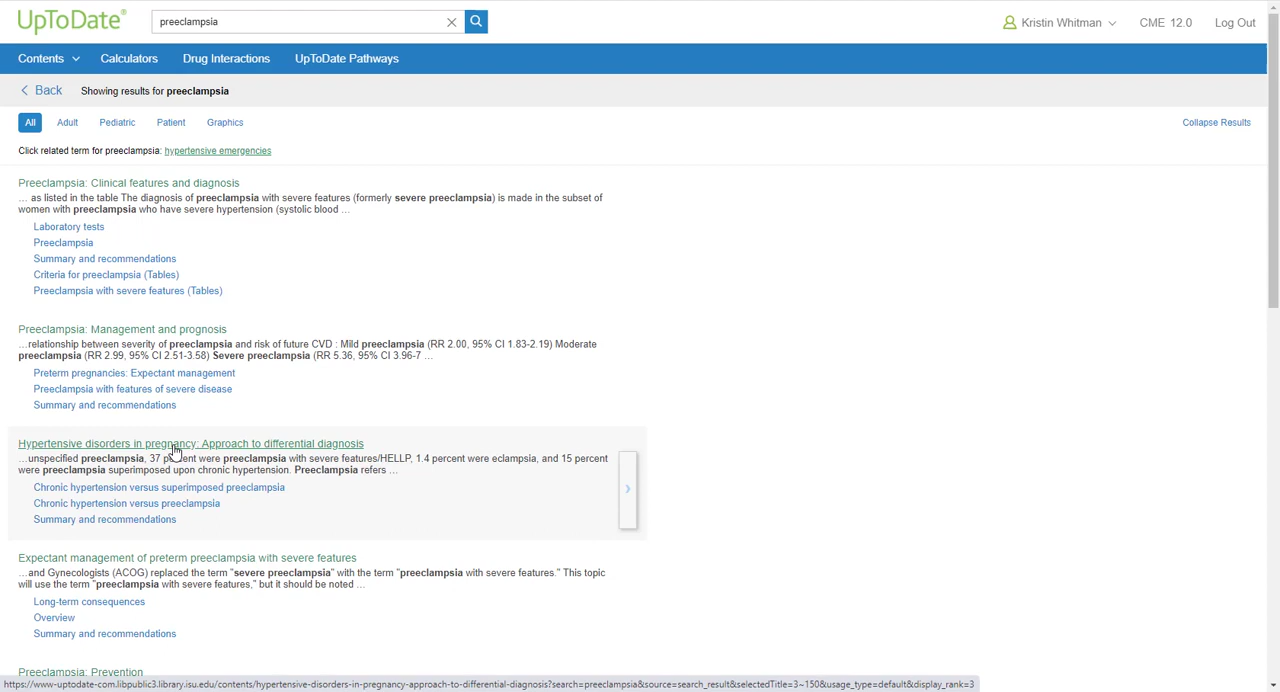 UpToDate®
preeclampsia
Kristin Whitman
CME 12.0
Log Out
Contents
Calculators
Drug Interactions
UpToDate Pathways
Back
Showing results for preeclampsia
All
Adult
Pediatric
Patient
Graphics
Collapse Results
Click related term for preeclampsia: hypertensive emergencies
Preeclampsia: Clinical features and diagnosis
... as listed in the table The diagnosis of preeclampsia with severe features (formerly severe preeclampsia) is made in the subset of
women with preeclampsia who have severe hypertension (systolic blood ...
Laboratory tests
Preeclampsia
Summary and recommendations
Criteria for preeclampsia (Tables)
Preeclampsia with severe features (Tables)
Preeclampsia: Management and prognosis
...relationship between severity of preeclampsia and risk of future CVD : Mild preeclampsia (RR 2.00, 95% CI 1.83-2.19) Moderate
preeclampsia (RR 2.99, 95% CI 2.51-3.58) Severe preeclampsia (RR 5.36, 95% CI 3.96-7 ...
Preterm pregnancies: Expectant management
Preeclampsia with features of severe disease
Summary and recommendations
Hypertensive disorders in pregnancy: Approach to differential diagnosis
...unspecified preeclampsia, 37 percent were preeclampsia with severe features/HELLP, 1.4 percent were eclampsia, and 15 percent
were preeclampsia superimposed upon chronic hypertension. Preeclampsia refers ...
Chronic hypertension versus superimposed preeclampsia
Chronic hypertension versus preeclampsia
Summary and recommendations
Expectant management of preterm preeclampsia with severe features
...and Gynecologists (ACOG) replaced the term "severe preeclampsia" with the term "preeclampsia with severe features." This topic
will use the term "preeclampsia with severe features," but it should be noted ...
Long-term consequences
Overview
Summary and recommendations
Preeclampsia: Prevention
https://www-uptodate-com.libpublic3.library.isu.edu/contents/hypertensive-disorders-in-pregnancy-approach-to-differential-diagnosis?search=preeclampsia&source=search_result&selectedTitle=3~150&usage_type=default&display_rank=3